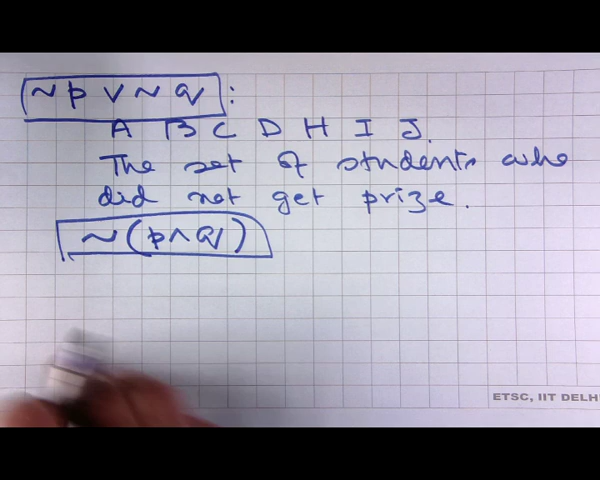 ~p ∨ ~q :
A B C D H I J.
The set of students who
did not get prize.
~(p ∧ q)
ETSC, IIT DELHI